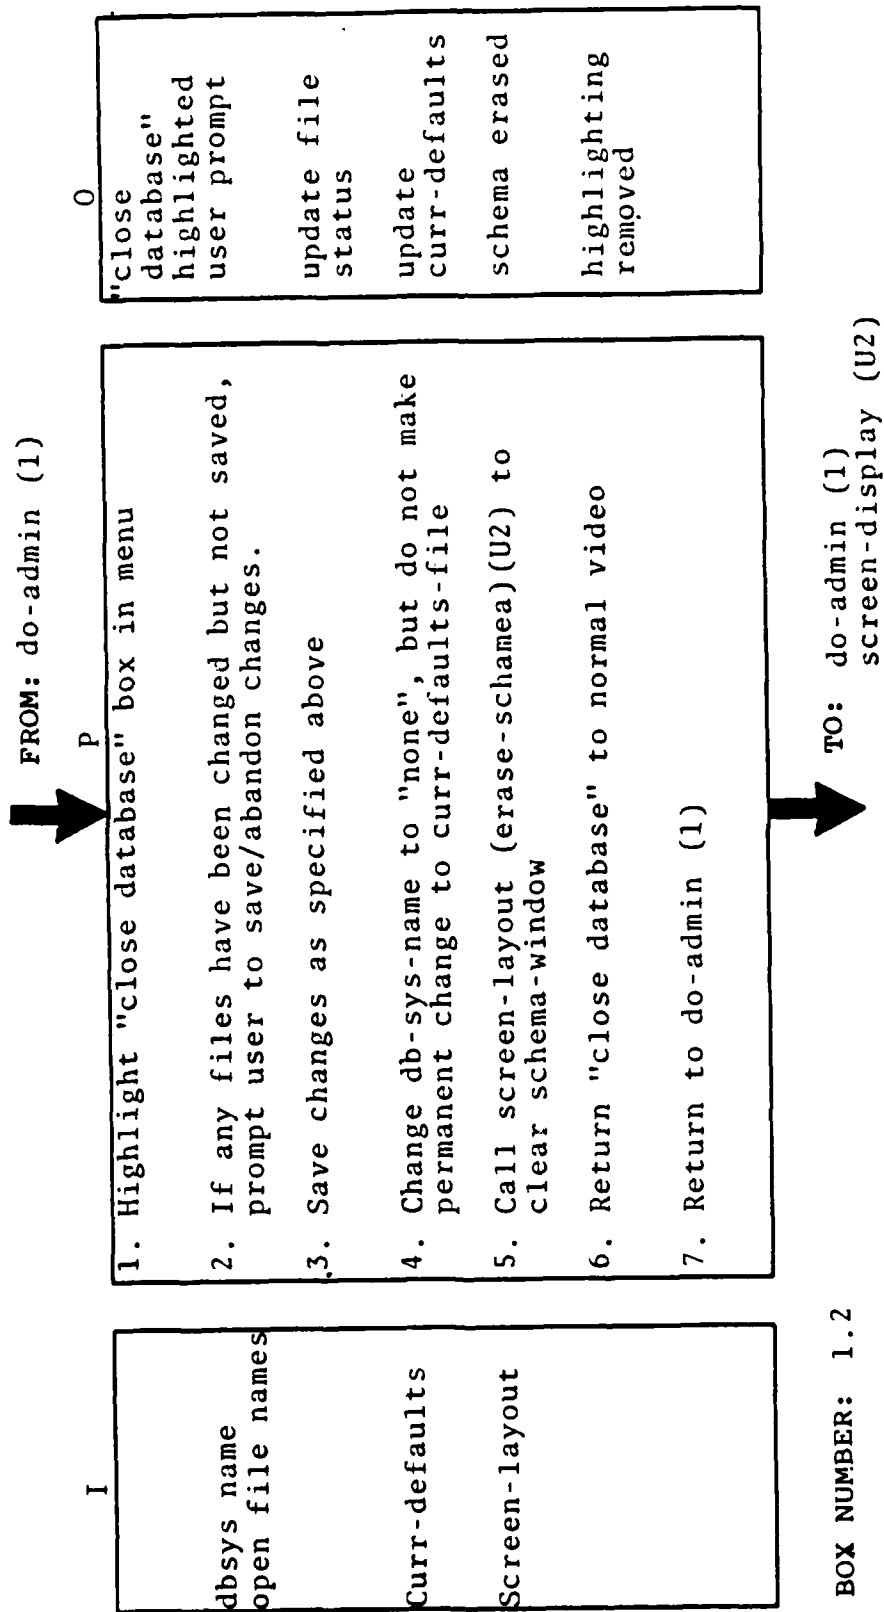 FROM: do-admin (1)
I
dbsys name
open file names
Curr-defaults
Screen-layout
P
1. Highlight "close database" box in menu
2. If any files have been changed but not saved,
prompt user to save/abandon changes.
3. Save changes as specified above
4. Change db-sys-name to "none", but do not make
permanent change to curr-defaults-file
5. Call screen-layout (erase-schamea)(U2) to
clear schema-window
6. Return "close database" to normal video
7. Return to do-admin (1)
O
"close
database"
highlighted
user prompt
update file
status
update
curr-defaults
schema erased
highlighting
removed
BOX NUMBER: 1.2
TO: do-admin (1)
screen-display (U2)